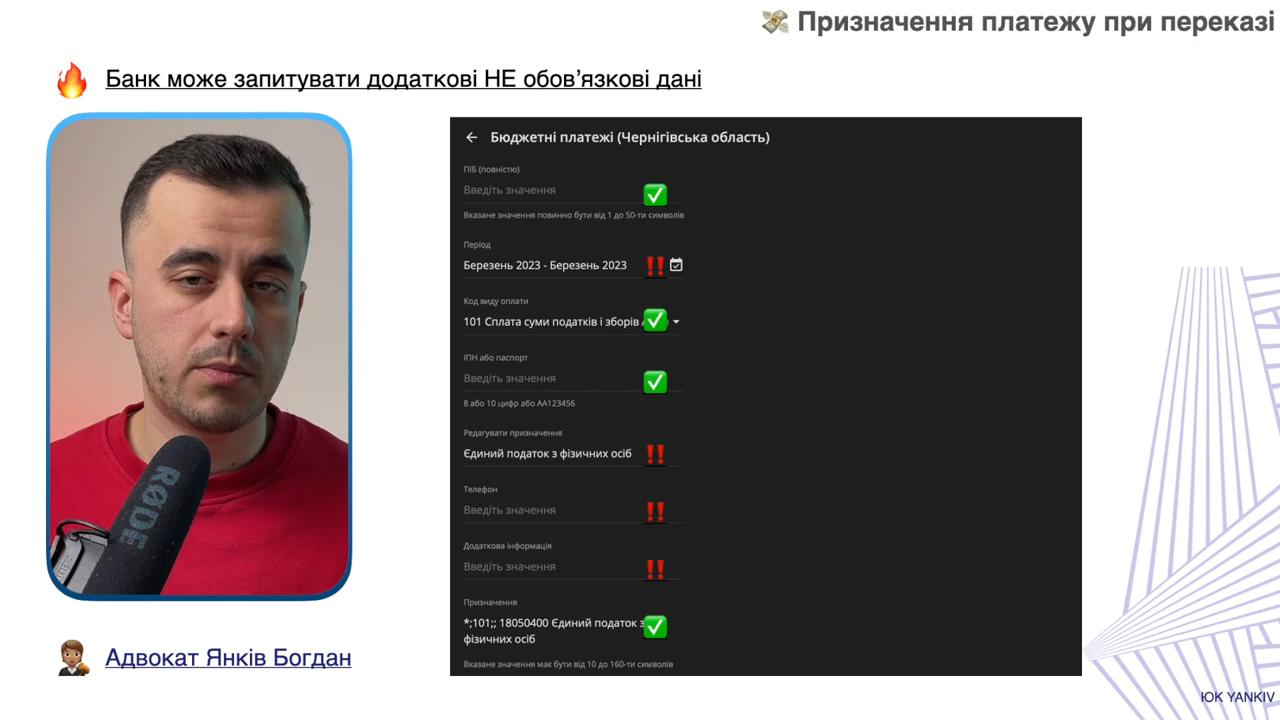 💸 Призначення платежу при переказі
🔥 Банк може запитувати додаткові НЕ обов’язкові дані
Бюджетні платежі (Чернігівська область)
ПІБ (повністю)
Введіть значення
Вказане значення повинно бути від 1 до 50-ти символів
Період
Березень 2023 - Березень 2023
Код виду оплати
101 Сплата суми податків і зборів
ІПН або паспорт
Введіть значення
8 або 10 цифр або АА123456
Редагувати призначення
Єдиний податок з фізичних осіб
Телефон
Введіть значення
Додаткова інформація
Введіть значення
Призначення
*;101;; 18050400 Єдиний податок з
фізичних осіб
Вказане значення має бути від 10 до 160-ти символів
RØDE
Адвокат Янків Богдан
ЮК YANKIV